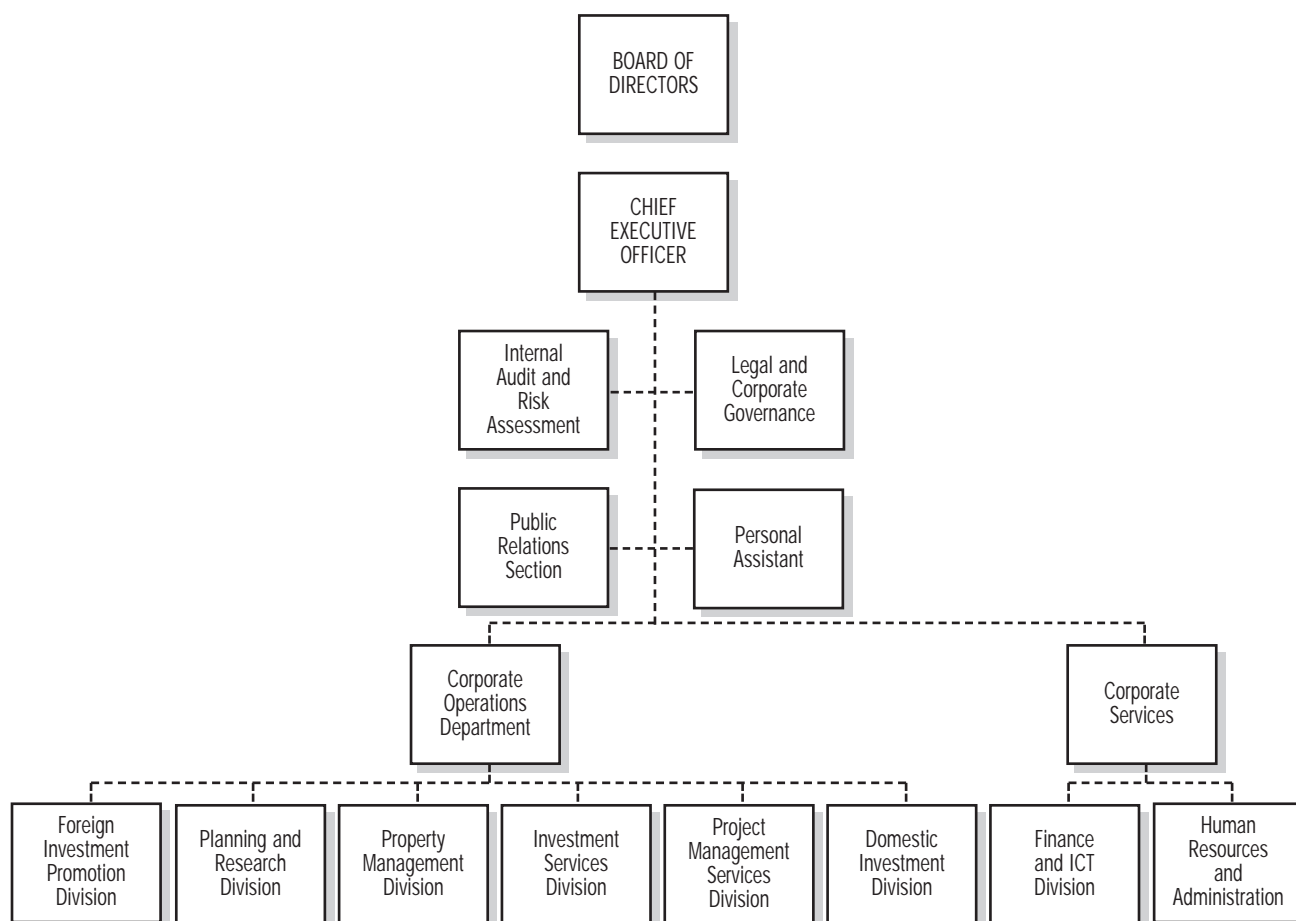 BOARD OF
DIRECTORS
CHIEF
EXECUTIVE
OFFICER
Internal
Audit and
Risk
Assessment
Legal and
Corporate
Governance
Public
Relations
Section
Personal
Assistant
Corporate
Operations
Department
Corporate
Services
Foreign
Investment
Promotion
Division
Planning and
Research
Division
Property
Management
Division
Investment
Services
Division
Project
Management
Services
Division
Domestic
Investment
Division
Finance
and ICT
Division
Human
Resources
and
Administration